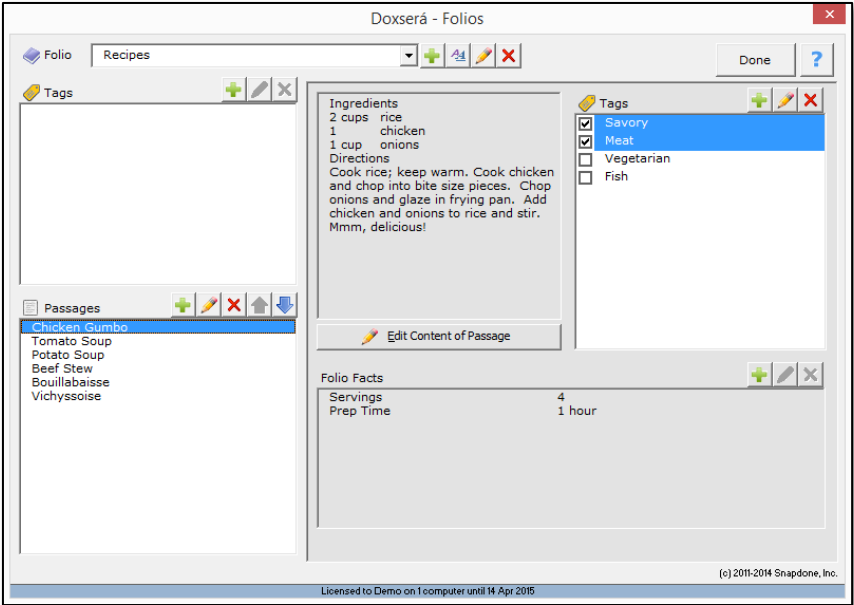 Doxserá - Folios
Folio Recipes
Done ?
Tags
Passages
Chicken Gumbo
Tomato Soup
Potato Soup
Beef Stew
Bouillabaisse
Vichyssoise
Ingredients
2 cups rice
1 chicken
1 cup onions
Directions
Cook rice; keep warm. Cook chicken
and chop into bite size pieces. Chop
onions and glaze in frying pan. Add
chicken and onions to rice and stir.
Mmm, delicious!
Edit Content of Passage
Tags
Savory
Meat
Vegetarian
Fish
Folio Facts
Servings 4
Prep Time 1 hour
(c) 2011-2014 Snapdone, Inc.
Licensed to Demo on 1 computer until 14 Apr 2015